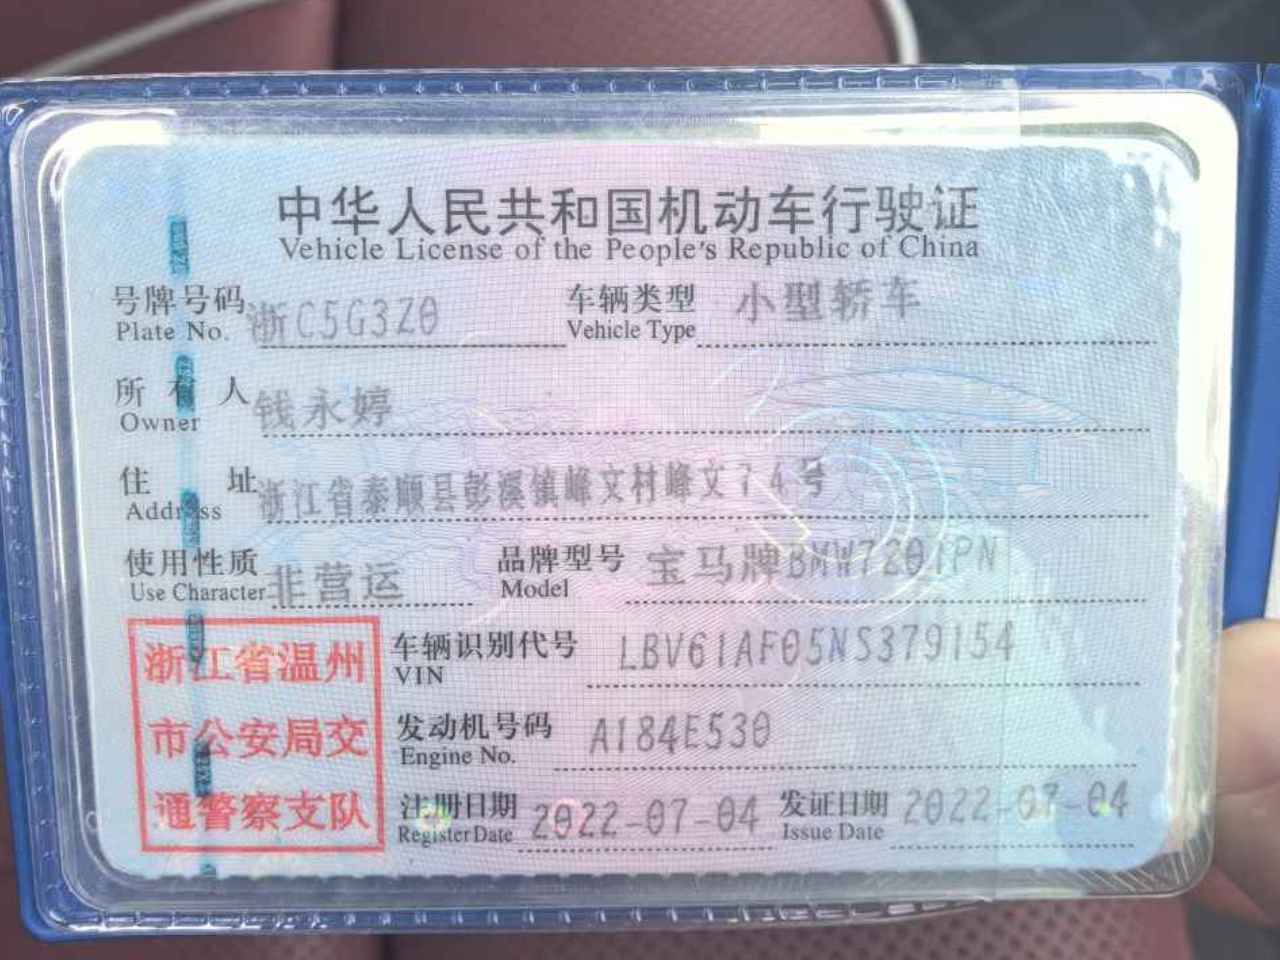 中华人民共和国机动车行驶证
Vehicle License of the People's Republic of China
号牌号码 浙C5G3Z0 车辆类型 小型轿车
Plate No. Vehicle Type
所有人 钱永婷
Owner
住址 浙江省泰顺县彭溪镇峰文村峰文74号
Address
使用性质 非营运 品牌型号 宝马牌BMW7201PN
Use Character Model
浙江省温州
市公安局交
通警察支队
车辆识别代号 LBV61AF05NS379154
VIN
发动机号码 A184E530
Engine No.
注册日期 2022-07-04 发证日期 2022-07-04
Register Date Issue Date